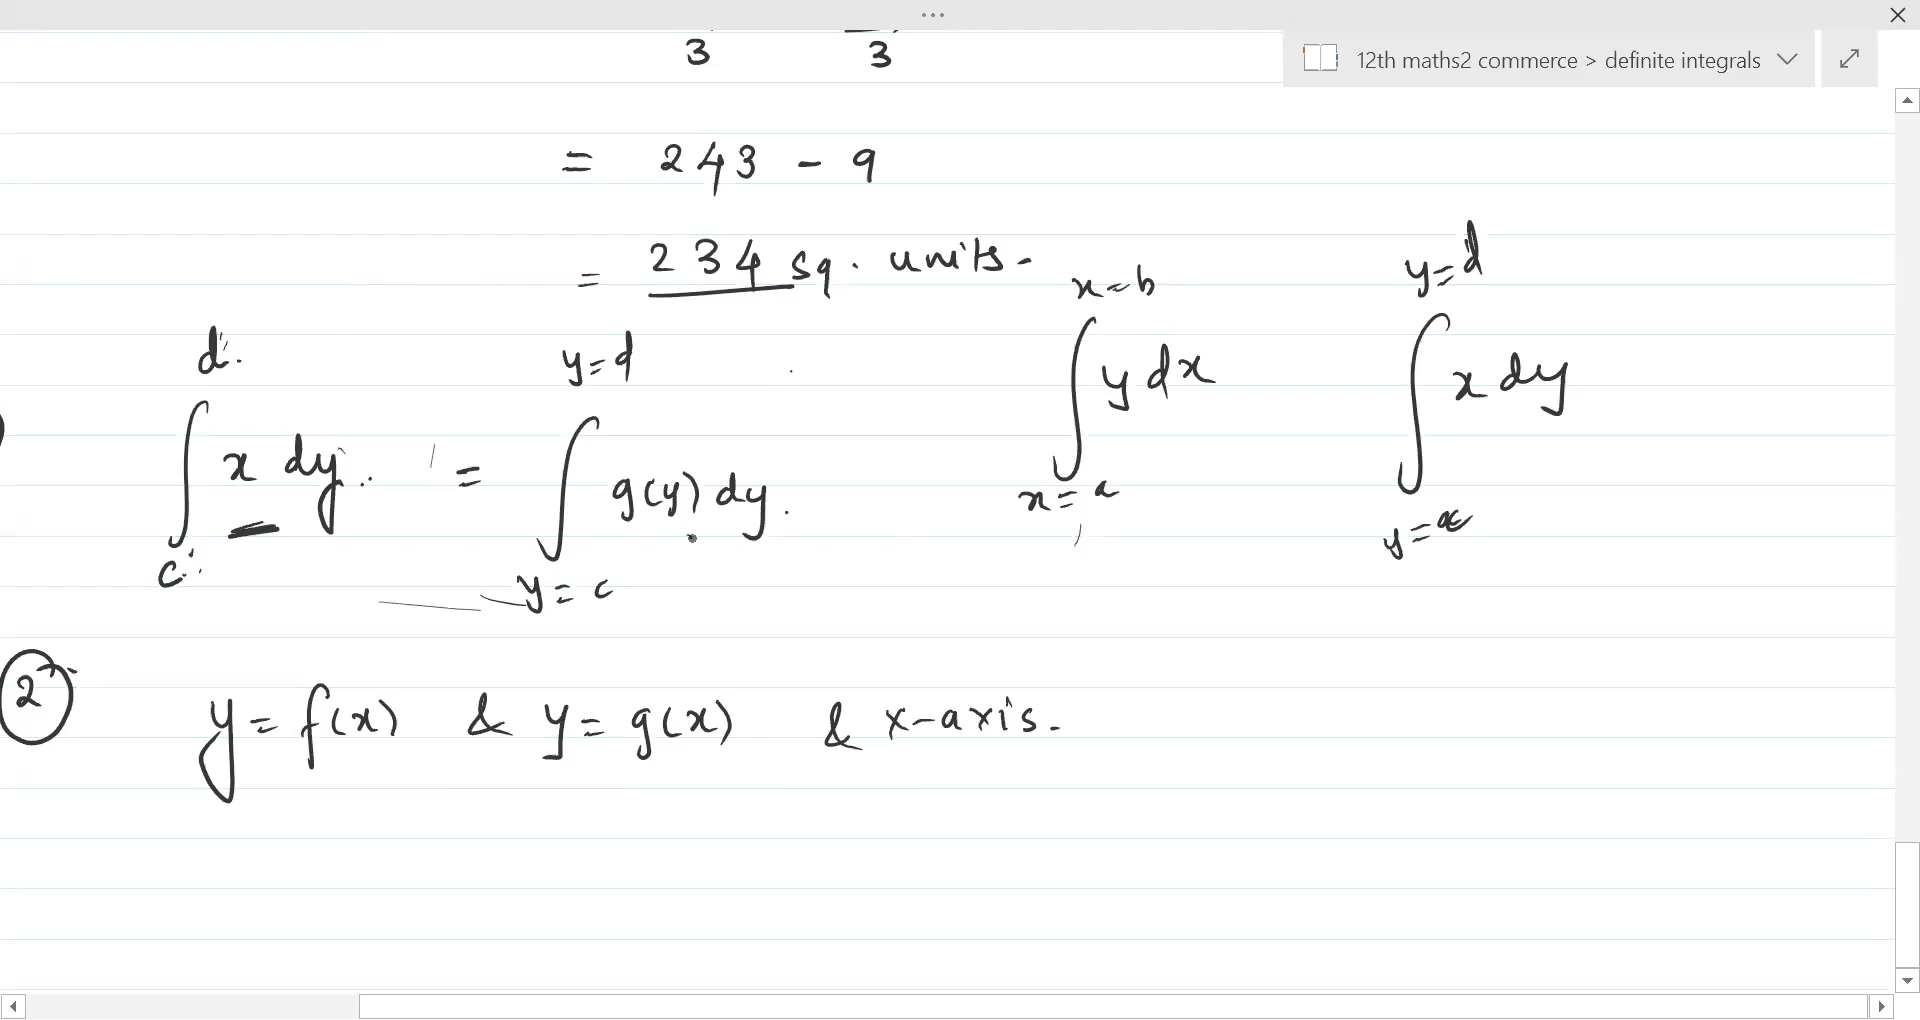 ...
3 3
12th maths2 commerce > definite integrals
= 243 - 9
= 234 sq. units.
x=b y=d
d y=d
∫ y dx ∫ x dy
∫ x dy = ∫ g(y) dy.
x=a
c y=c y=
2 y=f(x) & y=g(x) & x-axis.